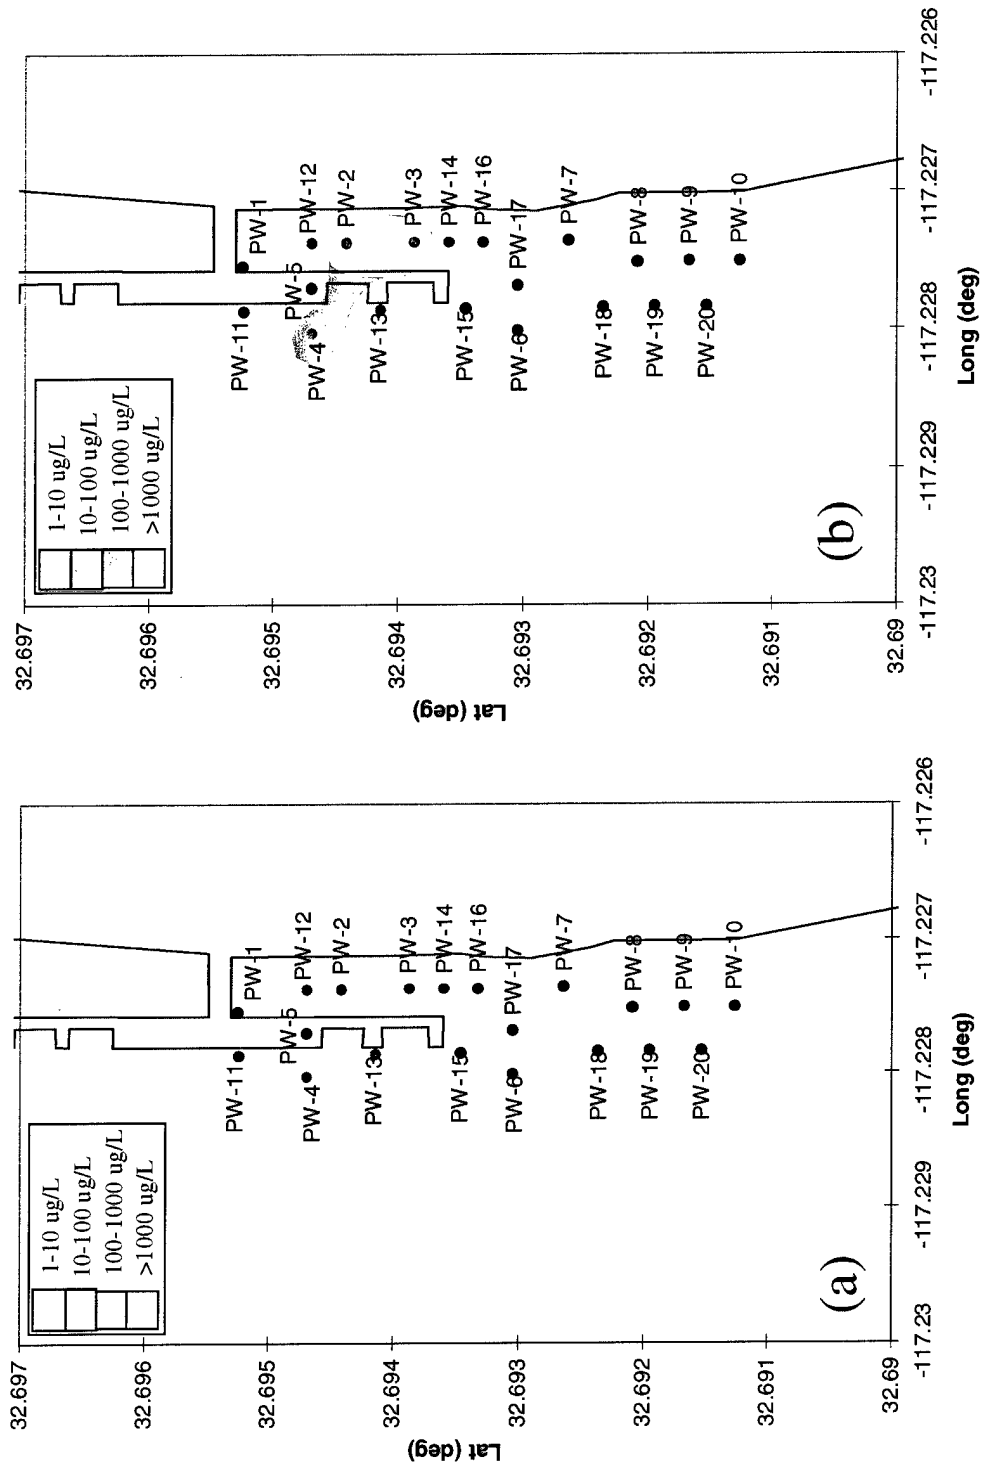 1-10 ug/L
10-100 ug/L
100-1000 ug/L
>1000 ug/L
32.697
32.696
32.695
32.694
32.693
32.692
32.691
32.69
Lat (deg)
PW-1
PW-11
PW-12
PW-5
PW-4
PW-2
PW-13
PW-3
PW-14
PW-15
PW-16
PW-17
PW-6
PW-7
PW-18
PW-8
PW-19
PW-9
PW-20
PW-10
(a)
-117.23
-117.229
-117.228
-117.227
-117.226
Long (deg)
1-10 ug/L
10-100 ug/L
100-1000 ug/L
>1000 ug/L
32.697
32.696
32.695
32.694
32.693
32.692
32.691
32.69
Lat (deg)
PW-1
PW-11
PW-12
PW-5
PW-4
PW-2
PW-13
PW-3
PW-14
PW-15
PW-16
PW-17
PW-6
PW-7
PW-18
PW-8
PW-19
PW-9
PW-20
PW-10
(b)
-117.23
-117.229
-117.228
-117.227
-117.226
Long (deg)